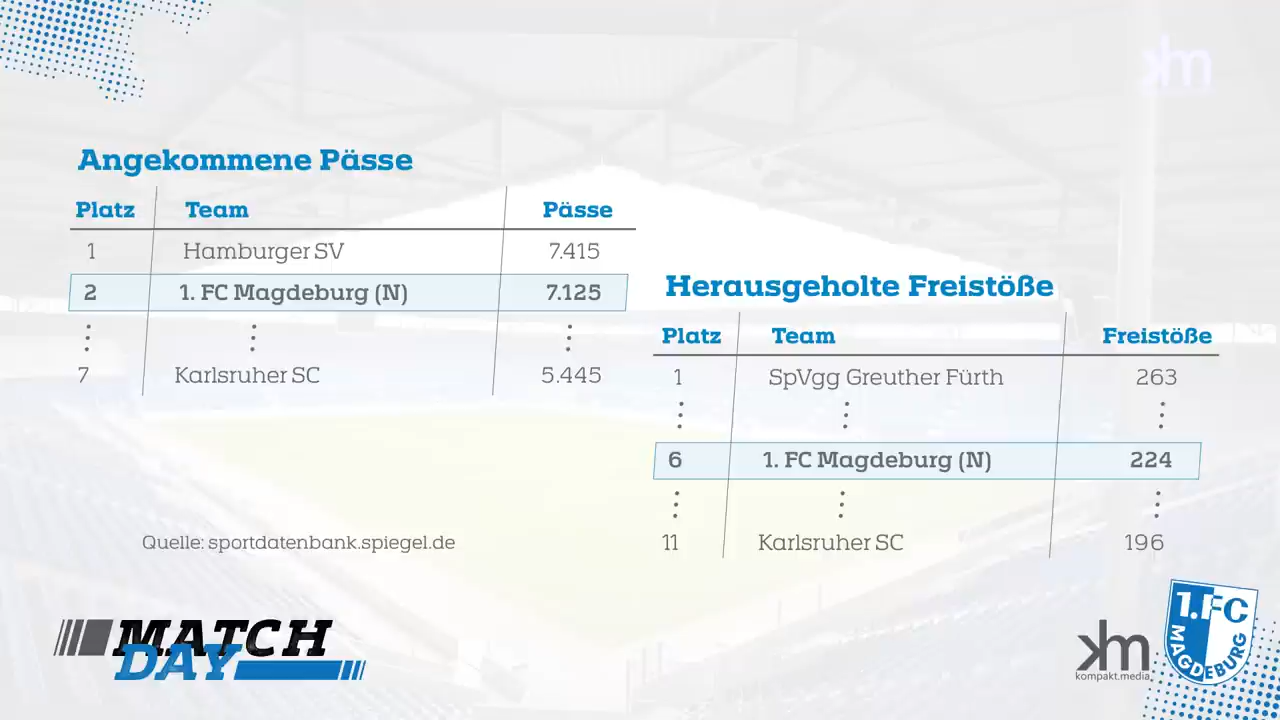 km
Angekommene Pässe
Platz Team Pässe
1 Hamburger SV 7.415
2 1. FC Magdeburg (N) 7.125
7 Karlsruher SC 5.445
Herausgeholte Freistöße
Platz Team Freistöße
1 SpVgg Greuther Fürth 263
6 1. FC Magdeburg (N) 224
11 Karlsruher SC 196
Quelle: sportdatenbank.spiegel.de
MATCH
DAY
km
kompakt.media
1.FC
MAGDEBURG